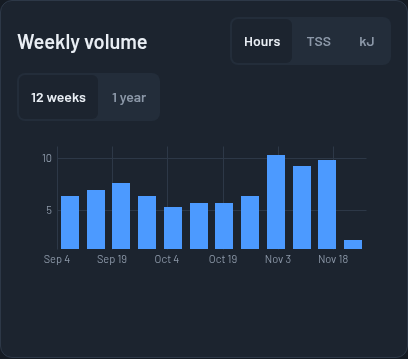 Weekly volume
Hours TSS kJ
12 weeks 1 year
10
5
Sep 4 Sep 19 Oct 4 Oct 19 Nov 3 Nov 18